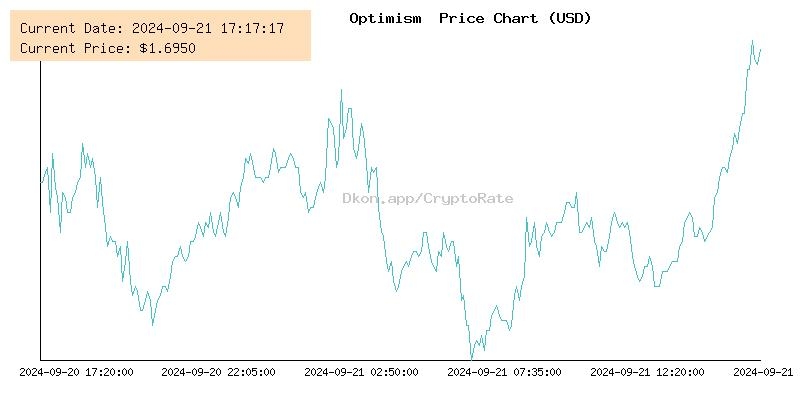 Optimism  Price Chart (USD)
Current Date: 2024-09-21 17:17:17
Current Price: $1.6950
Dkon.app/CryptoRate
2024-09-20 17:20:00 2024-09-20 22:05:00 2024-09-21 02:50:00 2024-09-21 07:35:00 2024-09-21 12:20:00 2024-09-21